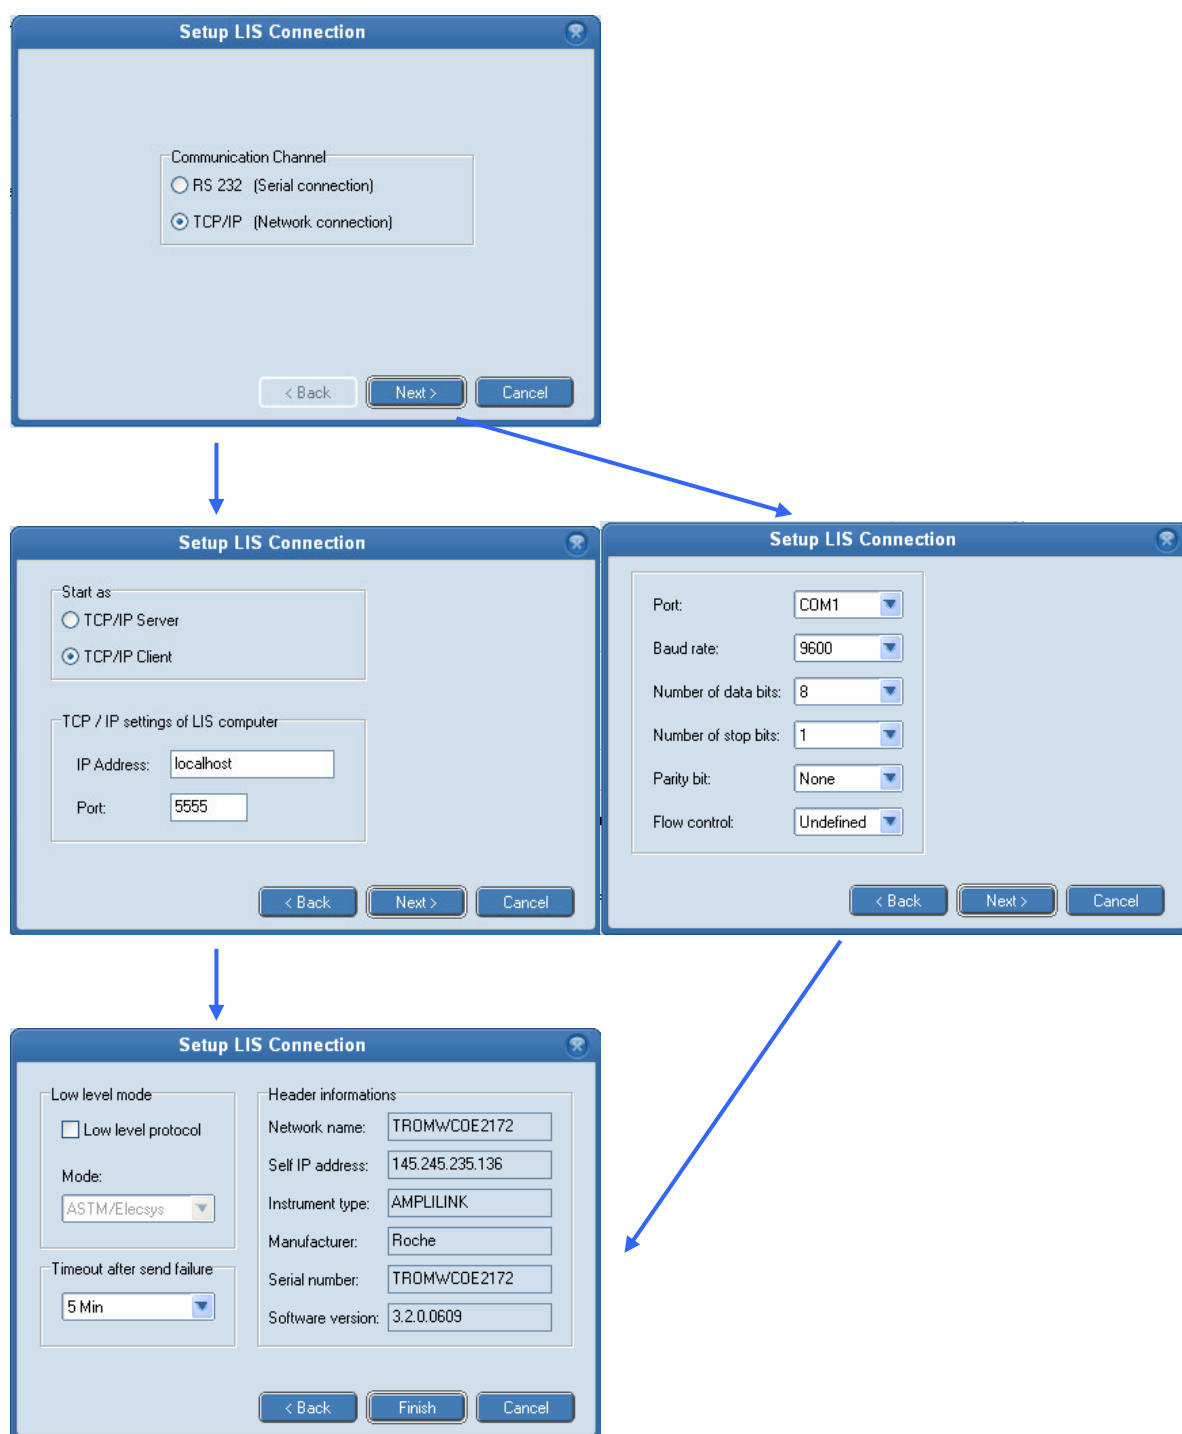 Setup LIS Connection
Communication Channel
RS 232 (Serial connection)
TCP/IP (Network connection)
< Back Next > Cancel
Setup LIS Connection
Start as
TCP/IP Server
TCP/IP Client
TCP / IP settings of LIS computer
IP Address: localhost
Port: 5555
< Back Next > Cancel
Setup LIS Connection
Port: COM1
Baud rate: 9600
Number of data bits: 8
Number of stop bits: 1
Parity bit: None
Flow control: Undefined
< Back Next > Cancel
Setup LIS Connection
Low level mode
Low level protocol
Mode:
ASTM/Elecsys
Timeout after send failure
5 Min
Header informations
Network name: TROMWCOE2172
Self IP address: 145.245.235.136
Instrument type: AMPLILINK
Manufacturer: Roche
Serial number: TROMWCOE2172
Software version: 3.2.0.0609
< Back Finish Cancel